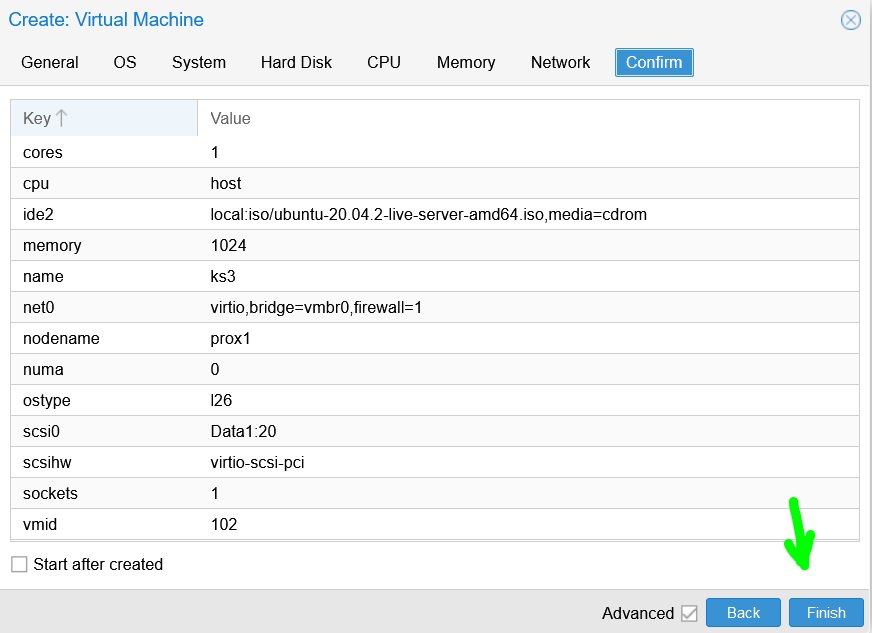 Create: Virtual Machine
General OS System Hard Disk CPU Memory Network Confirm
Key Value
cores 1
cpu host
ide2 local:iso/ubuntu-20.04.2-live-server-amd64.iso,media=cdrom
memory 1024
name ks3
net0 virtio,bridge=vmbr0,firewall=1
nodename prox1
numa 0
ostype l26
scsi0 Data1:20
scsihw virtio-scsi-pci
sockets 1
vmid 102
Start after created
Advanced Back Finish